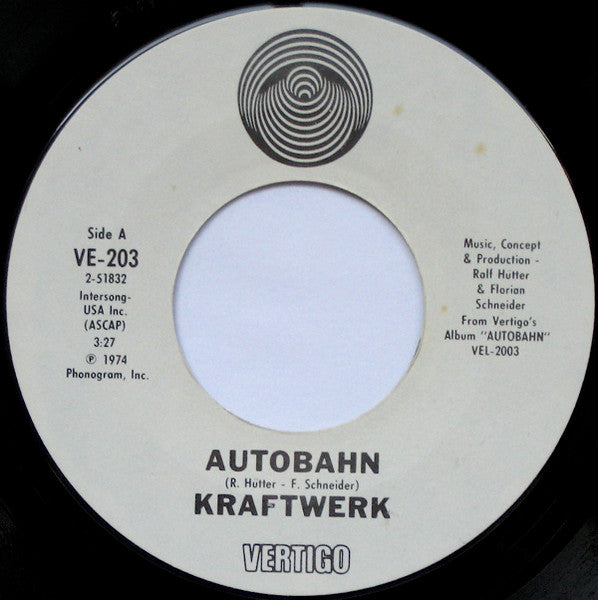 Side A
VE-203
2-51832
Intersong-
USA Inc.
(ASCAP)
3:27
℗ 1974
Phonogram, Inc.
Music, Concept
& Production -
Ralf Hutter
& Florian
Schneider
From Vertigo's
Album "AUTOBAHN"
VEL-2003
AUTOBAHN
(R. Hütter - F. Schneider)
KRAFTWERK
VERTIGO